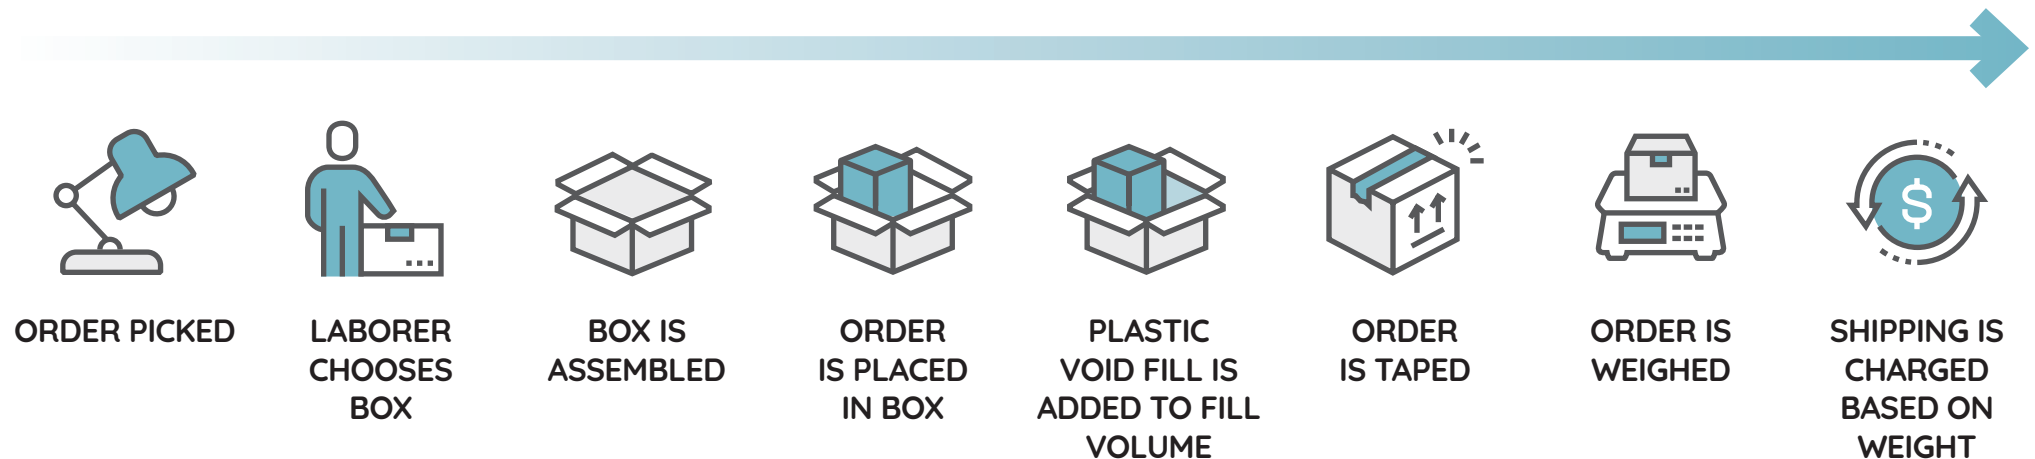 ORDER PICKED
LABORER
CHOOSES
BOX
BOX IS
ASSEMBLED
ORDER
IS PLACED
IN BOX
PLASTIC
VOID FILL IS
ADDED TO FILL
VOLUME
ORDER
IS TAPED
ORDER IS
WEIGHED
$
SHIPPING IS
CHARGED
BASED ON
WEIGHT